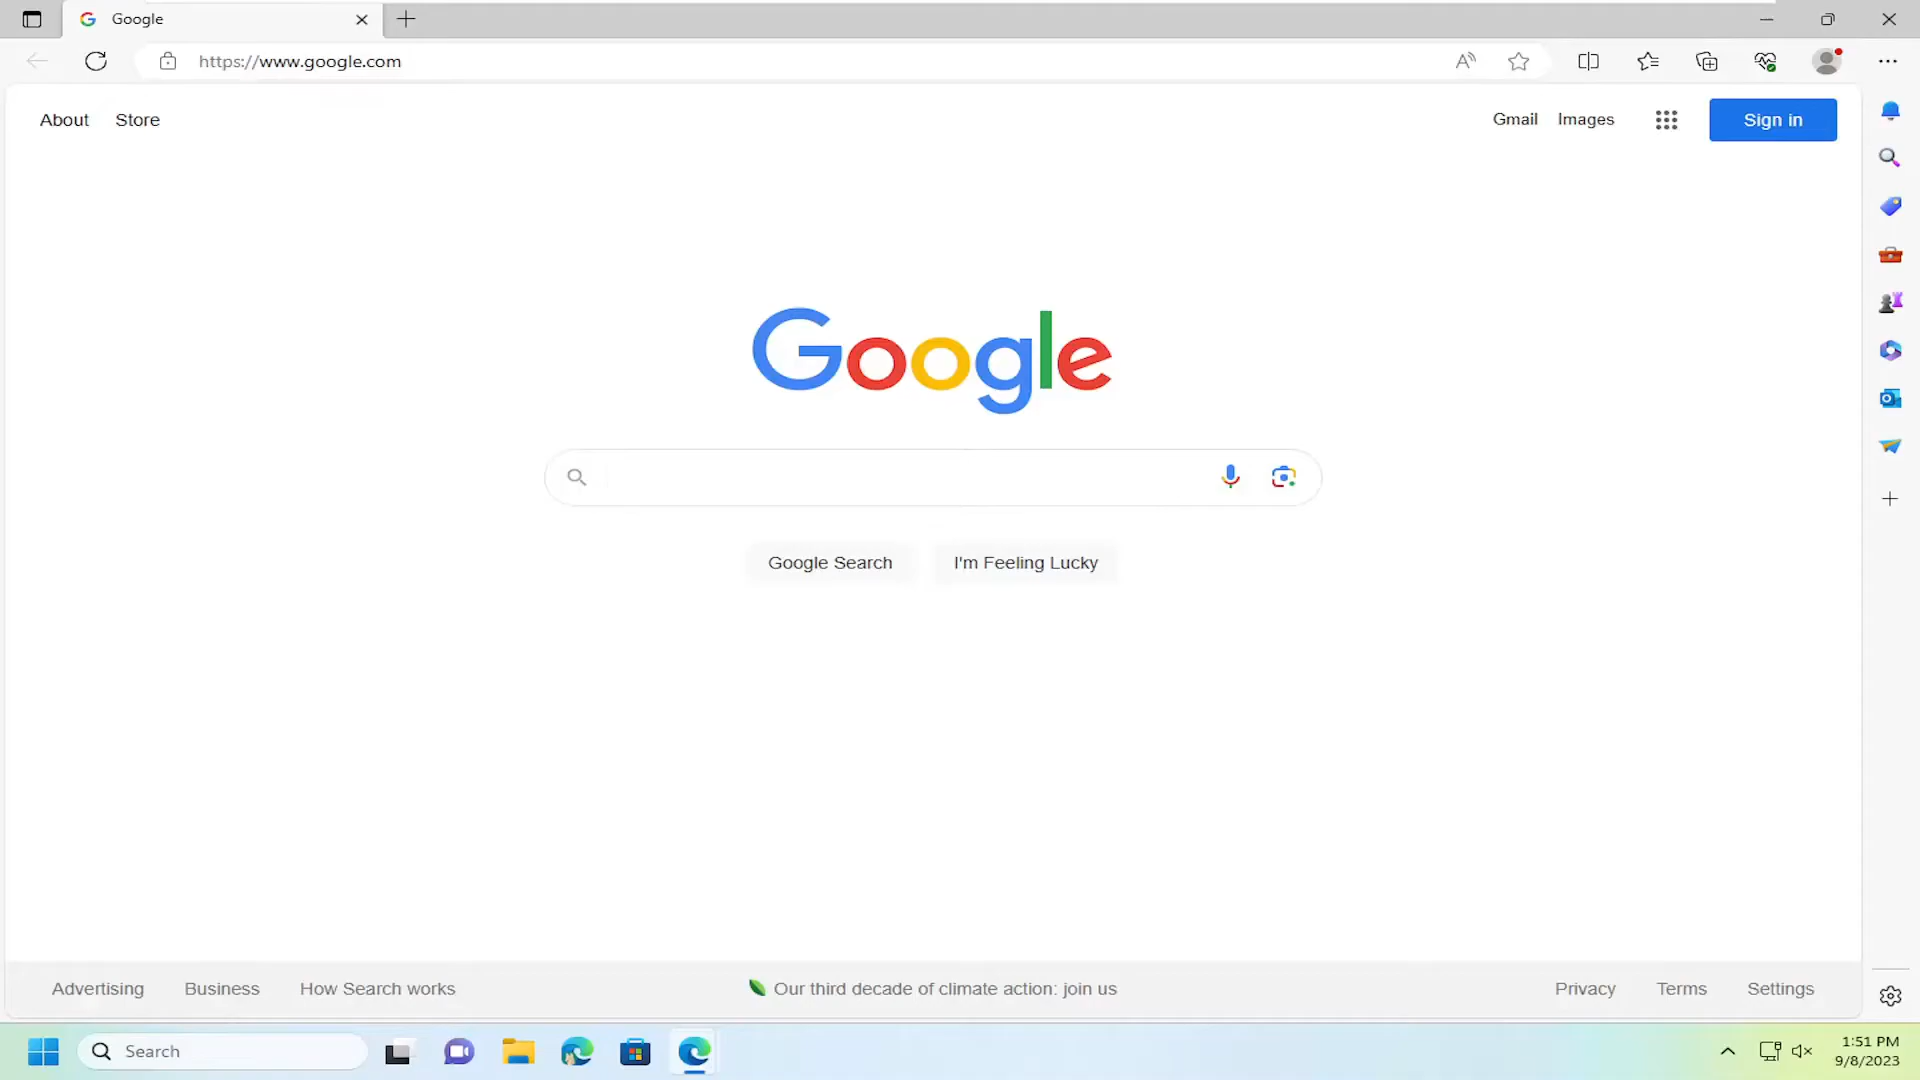 Google
https://www.google.com
About Store
Gmail Images Sign in
Google
Google Search I'm Feeling Lucky
Advertising Business How Search works
Our third decade of climate action: join us
Privacy Terms Settings
Search
1:51 PM
9/8/2023